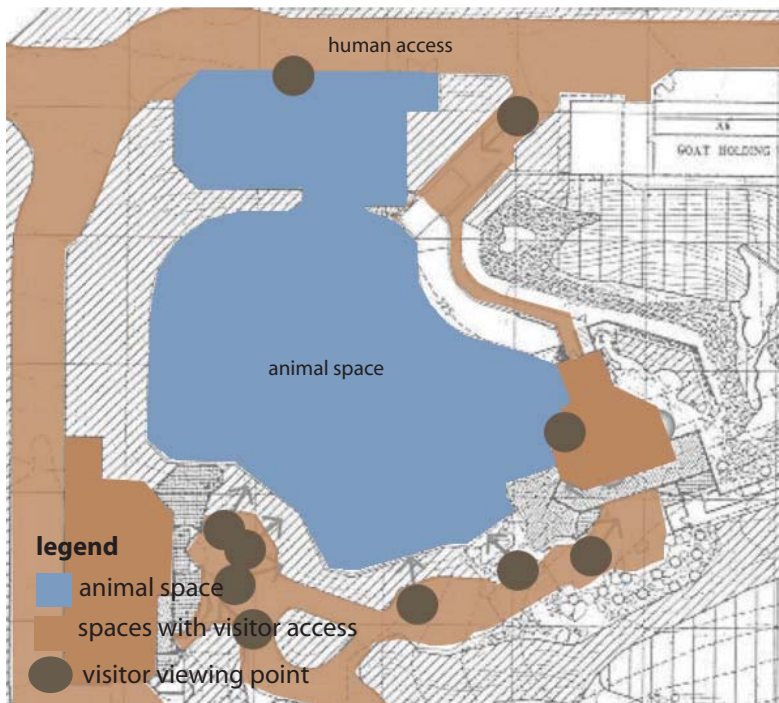 human access
GOAT HOLDING
animal space
legend
animal space
spaces with visitor access
visitor viewing point